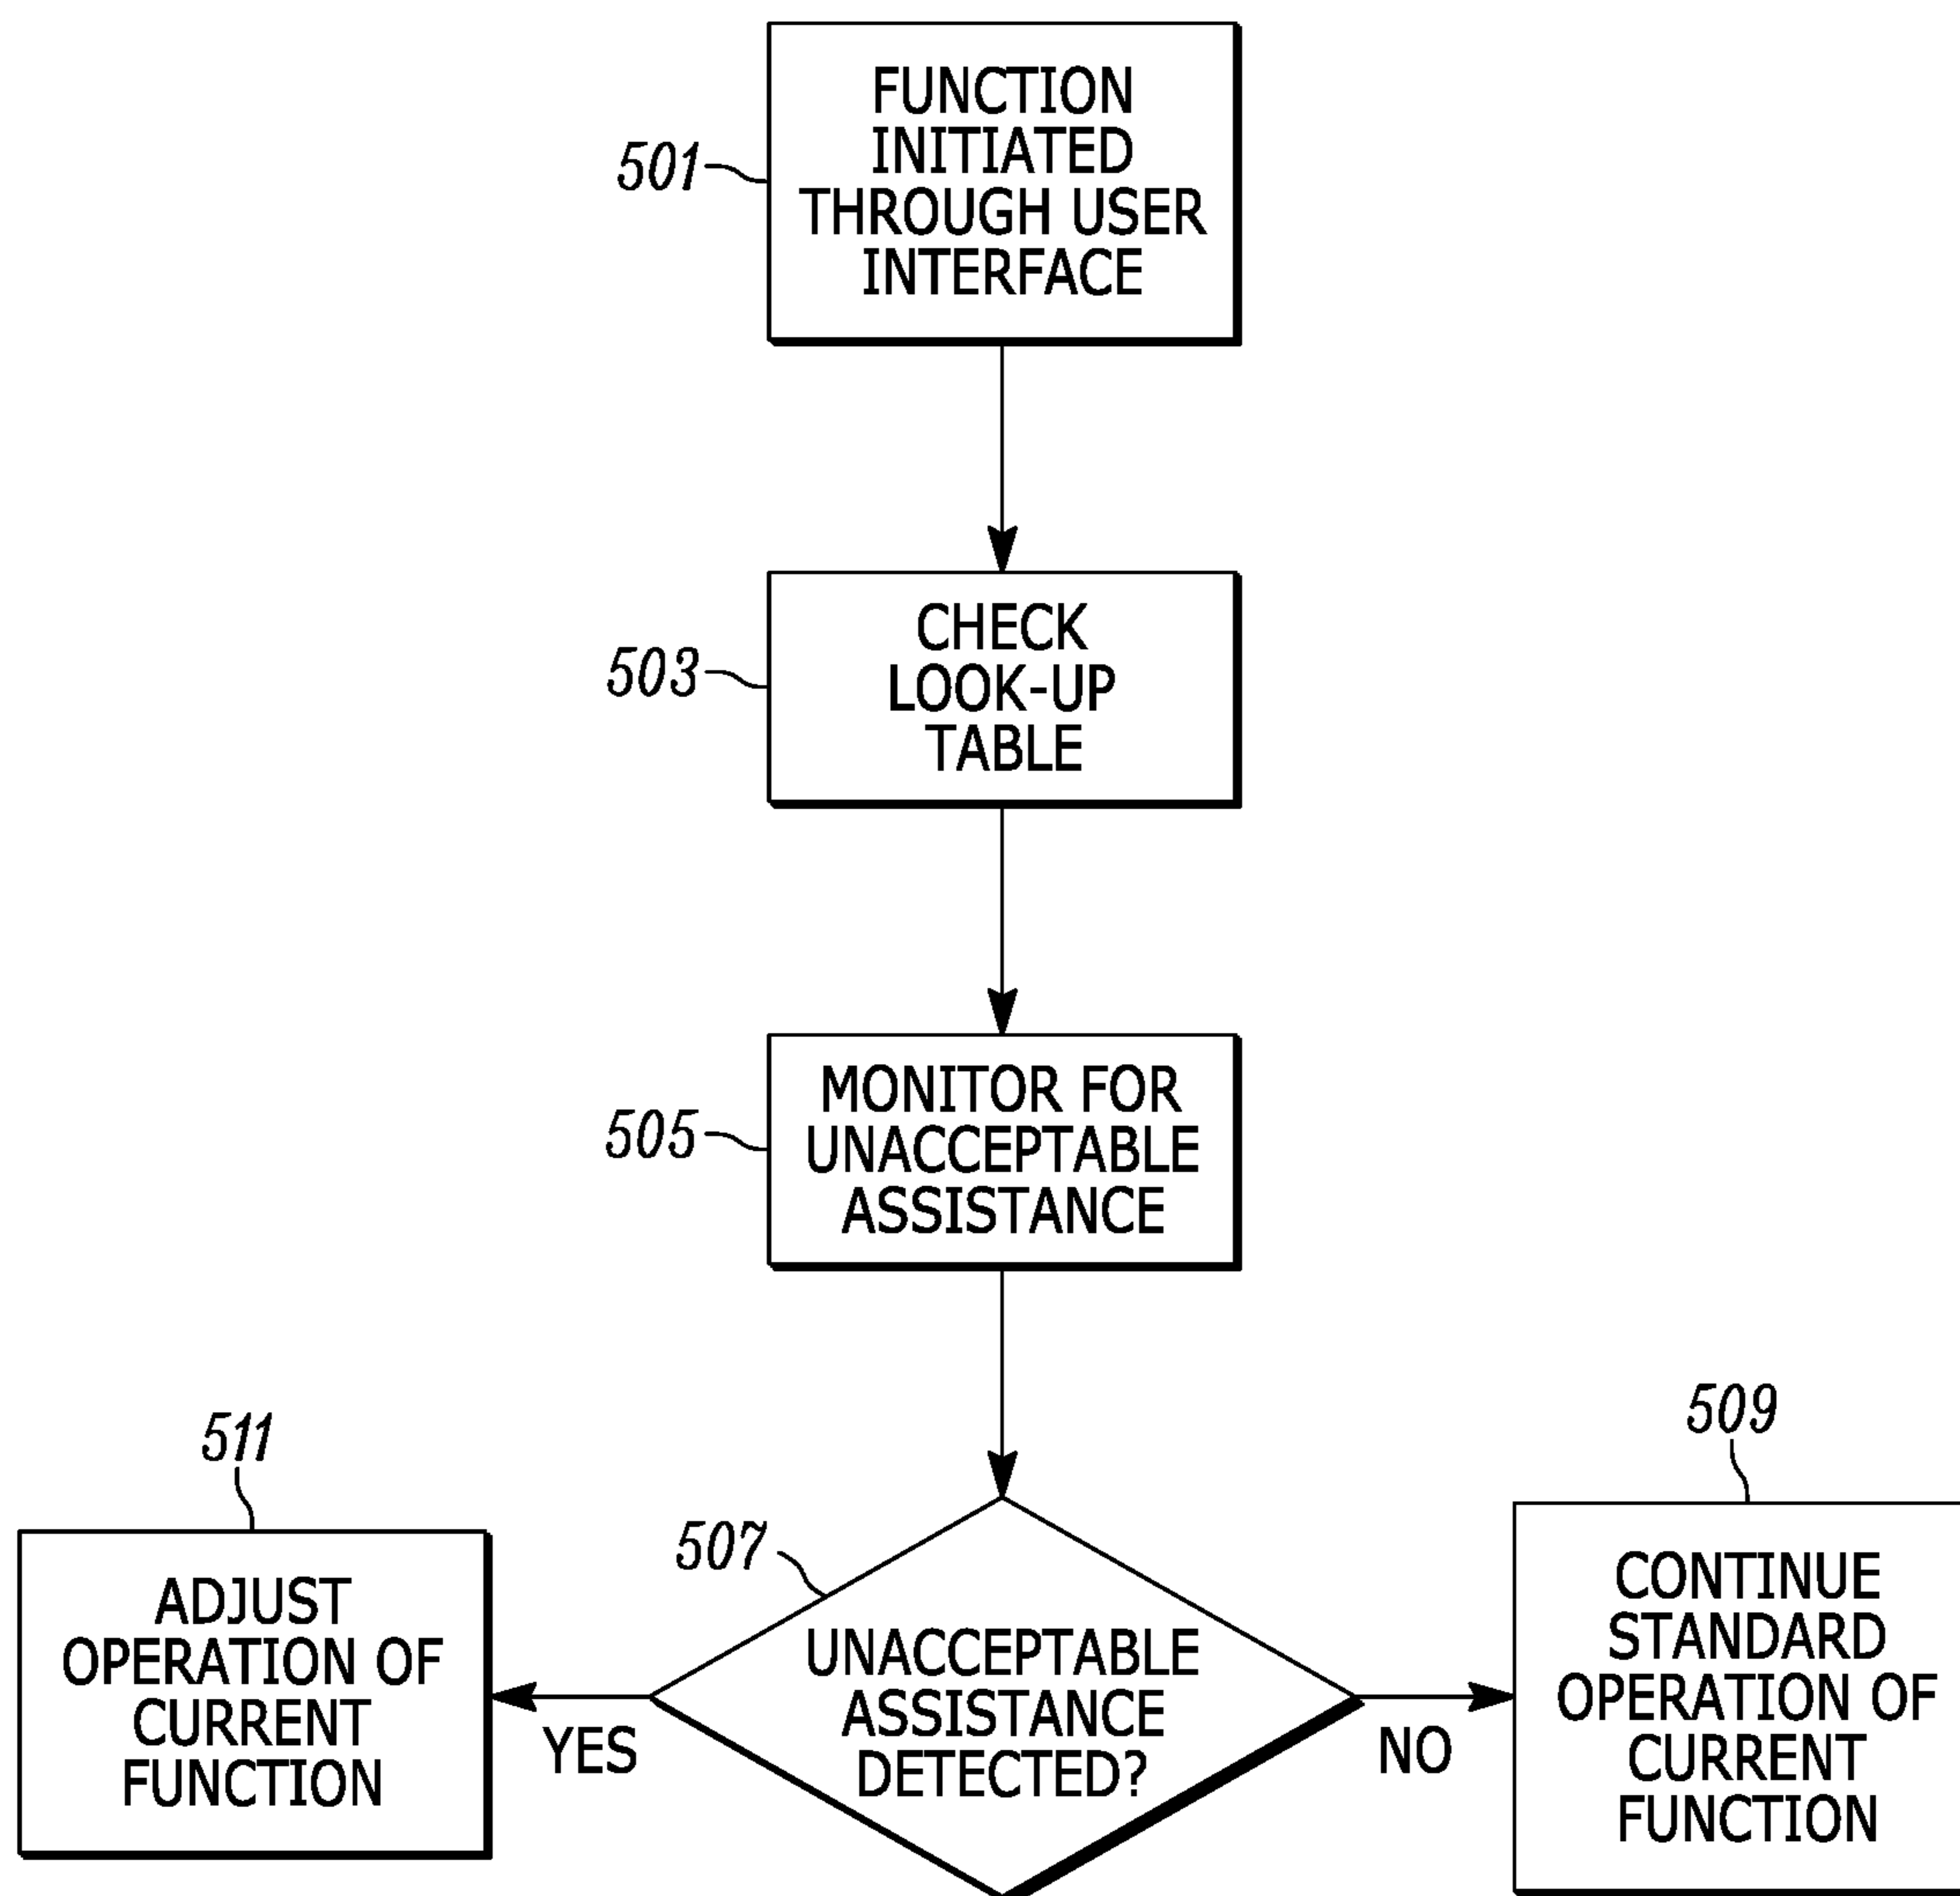 FUNCTION
INITIATED
THROUGH USER
INTERFACE
501
CHECK
LOOK-UP
TABLE
503
MONITOR FOR
UNACCEPTABLE
ASSISTANCE
505
507
UNACCEPTABLE
ASSISTANCE
DETECTED?
YES
NO
511
ADJUST
OPERATION OF
CURRENT
FUNCTION
509
CONTINUE
STANDARD
OPERATION OF
CURRENT
FUNCTION